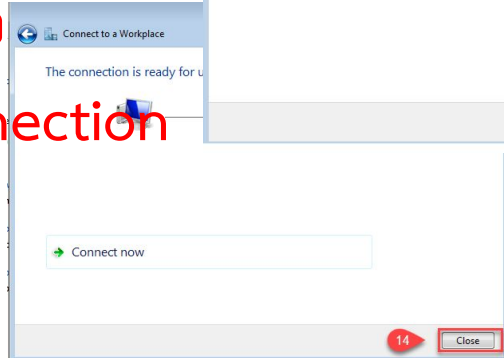 Connect to a Workplace
The connection is ready for u
nection
Connect now
14
Close